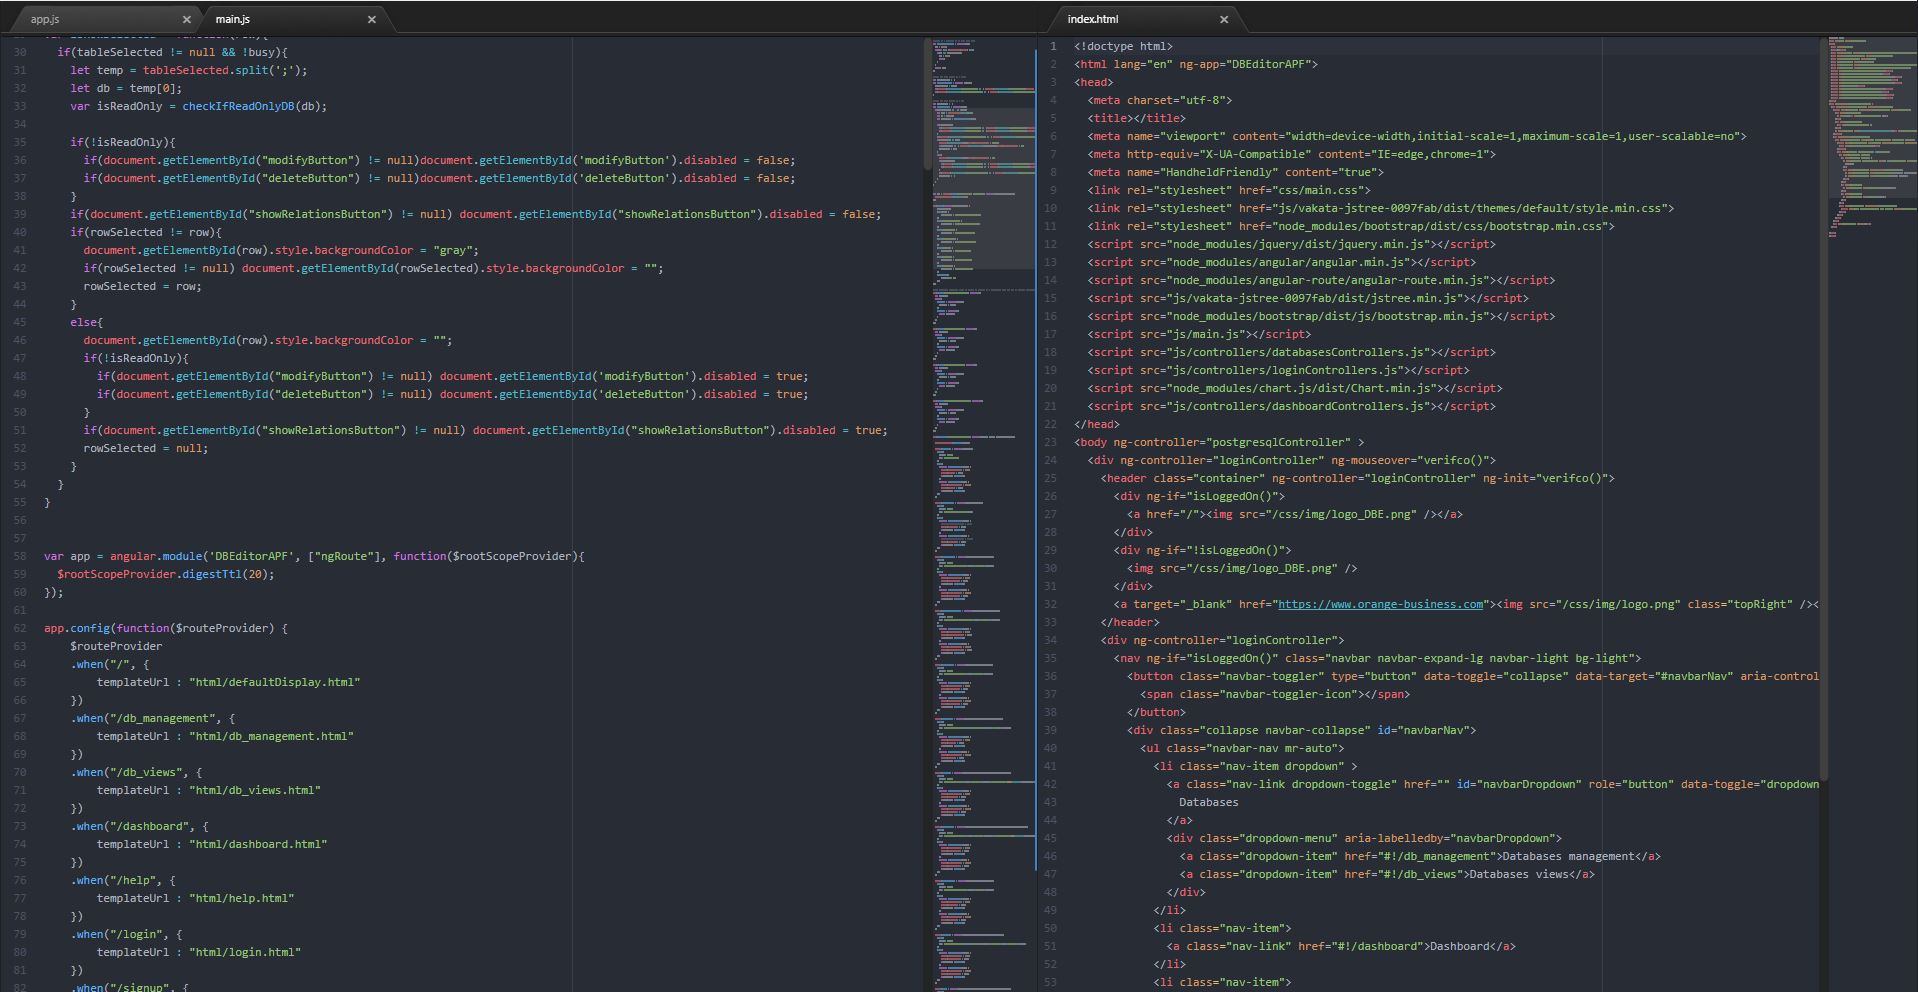 app.js
main.js
30 if(tableSelected != null && !busy){
31 let temp = tableSelected.split(';');
32 let db = temp[0];
33 var isReadOnly = checkIfReadOnlyDB(db);
34
35 if(!isReadOnly){
36 if(document.getElementById("modifyButton") != null)document.getElementById('modifyButton').disabled = false;
37 if(document.getElementById("deleteButton") != null)document.getElementById('deleteButton').disabled = false;
38 }
39 if(document.getElementById("showRelationsButton") != null) document.getElementById("showRelationsButton").disabled = false;
40 if(rowSelected != row){
41 document.getElementById(row).style.backgroundColor = "gray";
42 if(rowSelected != null) document.getElementById(rowSelected).style.backgroundColor = "";
43 rowSelected = row;
44 }
45 else{
46 document.getElementById(row).style.backgroundColor = "";
47 if(!isReadOnly){
48 if(document.getElementById("modifyButton") != null) document.getElementById('modifyButton').disabled = true;
49 if(document.getElementById("deleteButton") != null) document.getElementById('deleteButton').disabled = true;
50 }
51 if(document.getElementById("showRelationsButton") != null) document.getElementById("showRelationsButton").disabled = true;
52 rowSelected = null;
53 }
54 }
55 }
56
57
58 var app = angular.module('DBEditorAPF', ["ngRoute"], function($rootScopeProvider){
59 $rootScopeProvider.digestTtl(20);
60 });
61
62 app.config(function($routeProvider) {
63 $routeProvider
64 .when("/", {
65 templateUrl : "html/defaultDisplay.html"
66 })
67 .when("/db_management", {
68 templateUrl : "html/db_management.html"
69 })
70 .when("/db_views", {
71 templateUrl : "html/db_views.html"
72 })
73 .when("/dashboard", {
74 templateUrl : "html/dashboard.html"
75 })
76 .when("/help", {
77 templateUrl : "html/help.html"
78 })
79 .when("/login", {
80 templateUrl : "html/login.html"
81 })
82 .when("/signup", {
index.html
1 <!doctype html>
2 <html lang="en" ng-app="DBEditorAPF">
3 <head>
4 <meta charset="utf-8">
5 <title></title>
6 <meta name="viewport" content="width=device-width,initial-scale=1,maximum-scale=1,user-scalable=no">
7 <meta http-equiv="X-UA-Compatible" content="IE=edge,chrome=1">
8 <meta name="HandheldFriendly" content="true">
9 <link rel="stylesheet" href="css/main.css">
10 <link rel="stylesheet" href="js/vakata-jstree-0097fab/dist/themes/default/style.min.css">
11 <link rel="stylesheet" href="node_modules/bootstrap/dist/css/bootstrap.min.css">
12 <script src="node_modules/jquery/dist/jquery.min.js"></script>
13 <script src="node_modules/angular/angular.min.js"></script>
14 <script src="node_modules/angular-route/angular-route.min.js"></script>
15 <script src="js/vakata-jstree-0097fab/dist/jstree.min.js"></script>
16 <script src="node_modules/bootstrap/dist/js/bootstrap.min.js"></script>
17 <script src="js/main.js"></script>
18 <script src="js/controllers/databasesControllers.js"></script>
19 <script src="js/controllers/loginControllers.js"></script>
20 <script src="node_modules/chart.js/dist/Chart.min.js"></script>
21 <script src="js/controllers/dashboardControllers.js"></script>
22 </head>
23 <body ng-controller="postgresqlController" >
24 <div ng-controller="loginController" ng-mouseover="verifco()">
25 <header class="container" ng-controller="loginController" ng-init="verifco()">
26 <div ng-if="isLoggedOn()">
27 <a href="/"><img src="/css/img/logo_DBE.png" /></a>
28 </div>
29 <div ng-if="!isLoggedOn()">
30 <img src="/css/img/logo_DBE.png" />
31 </div>
32 <a target="_blank" href="https://www.orange-business.com"><img src="/css/img/logo.png" class="topRight" /><
33 </header>
34 <div ng-controller="loginController">
35 <nav ng-if="isLoggedOn()" class="navbar navbar-expand-lg navbar-light bg-light">
36 <button class="navbar-toggler" type="button" data-toggle="collapse" data-target="#navbarNav" aria-control
37 <span class="navbar-toggler-icon"></span>
38 </button>
39 <div class="collapse navbar-collapse" id="navbarNav">
40 <ul class="navbar-nav mr-auto">
41 <li class="nav-item dropdown" >
42 <a class="nav-link dropdown-toggle" href="" id="navbarDropdown" role="button" data-toggle="dropdown
43 Databases
44 </a>
45 <div class="dropdown-menu" aria-labelledby="navbarDropdown">
46 <a class="dropdown-item" href="#!/db_management">Databases management</a>
47 <a class="dropdown-item" href="#!/db_views">Databases views</a>
48 </div>
49 </li>
50 <li class="nav-item">
51 <a class="nav-link" href="#!/dashboard">Dashboard</a>
52 </li>
53 <li class="nav-item">